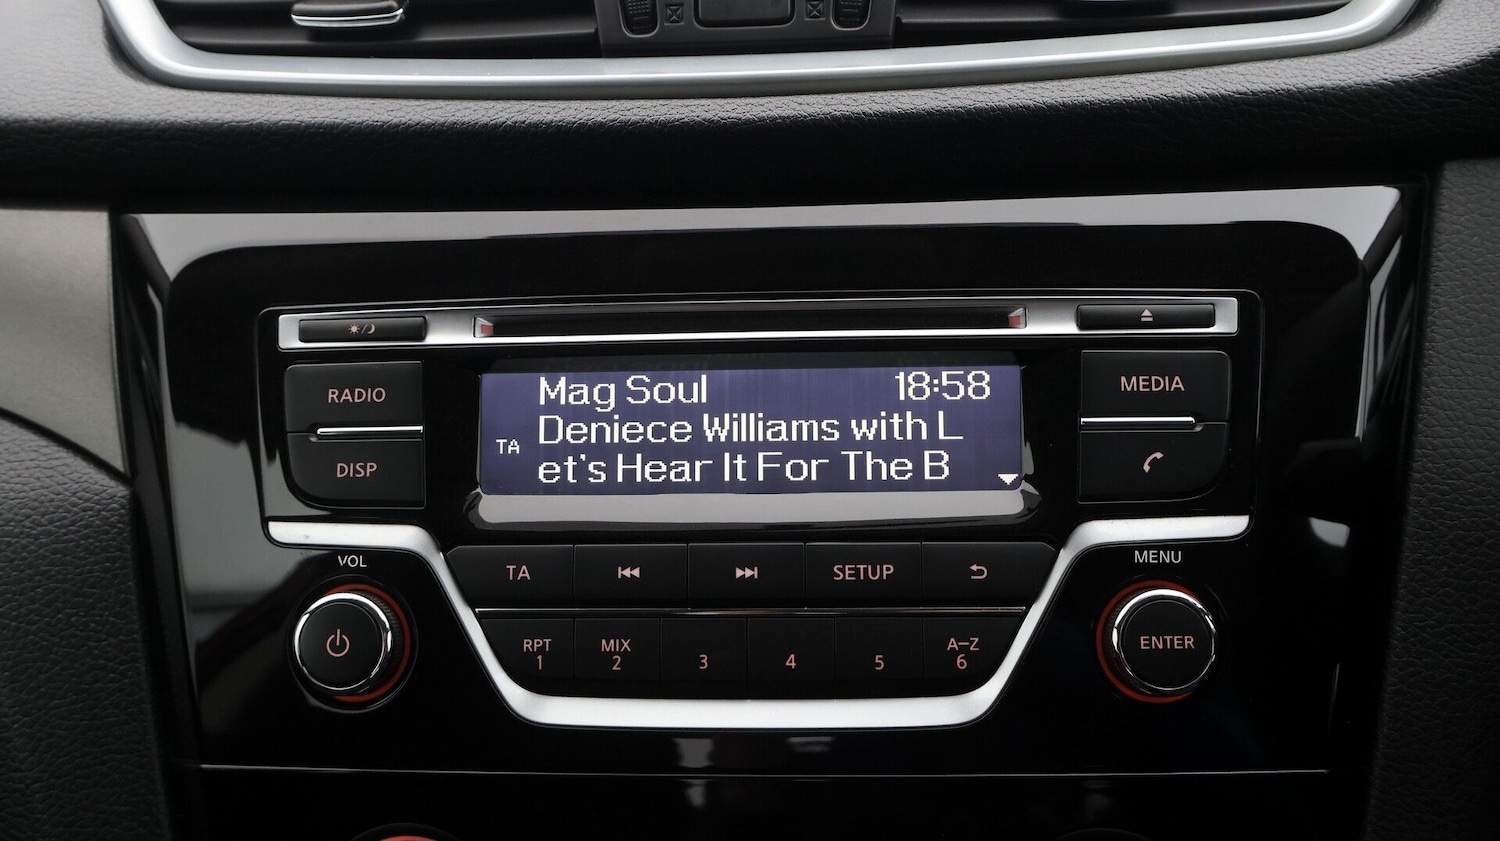 RADIO
DISP
Mag Soul 18:58
Deniece Williams with L
TA
et's Hear It For The B
MEDIA
VOL
TA
SETUP
MENU
RPT
1
MIX
2
3
4
5
A-Z
6
ENTER